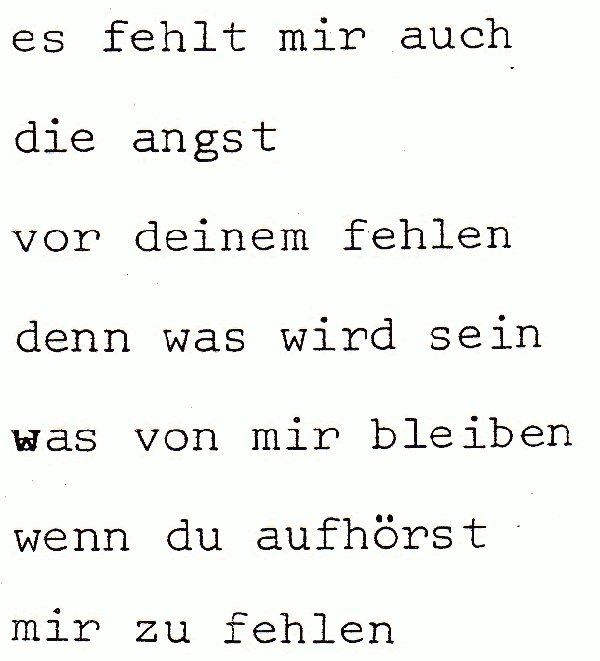 es fehlt mir auch
die angst
vor deinem fehlen
denn was wird sein
was von mir bleiben
wenn du aufhörst
mir zu fehlen